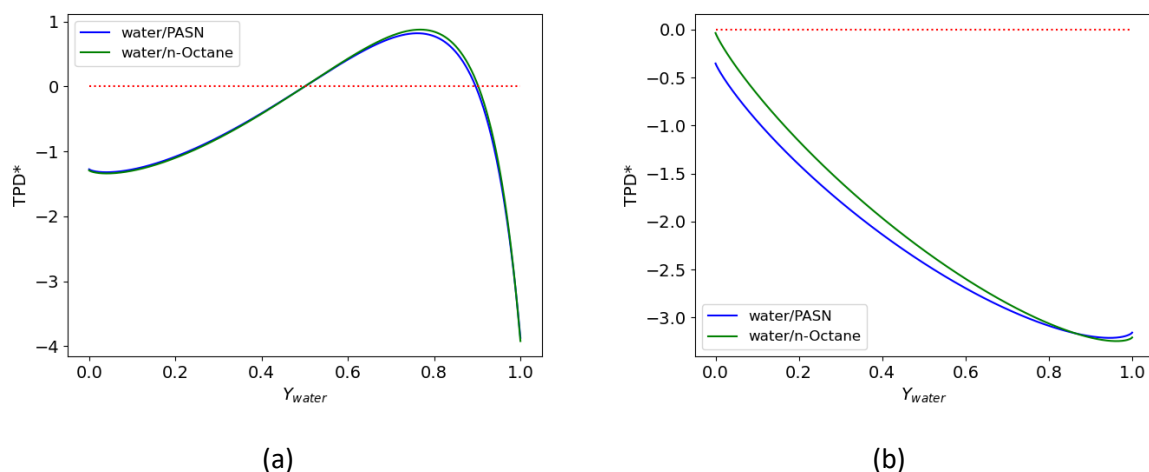 TPD*
1
0
−1
−2
−3
−4
water/PASN
water/n-Octane
0.0 0.2 0.4 0.6 0.8 1.0
Ywater
(a)
TPD*
0.0
−0.5
−1.0
−1.5
−2.0
−2.5
−3.0
water/PASN
water/n-Octane
0.0 0.2 0.4 0.6 0.8 1.0
Ywater
(b)